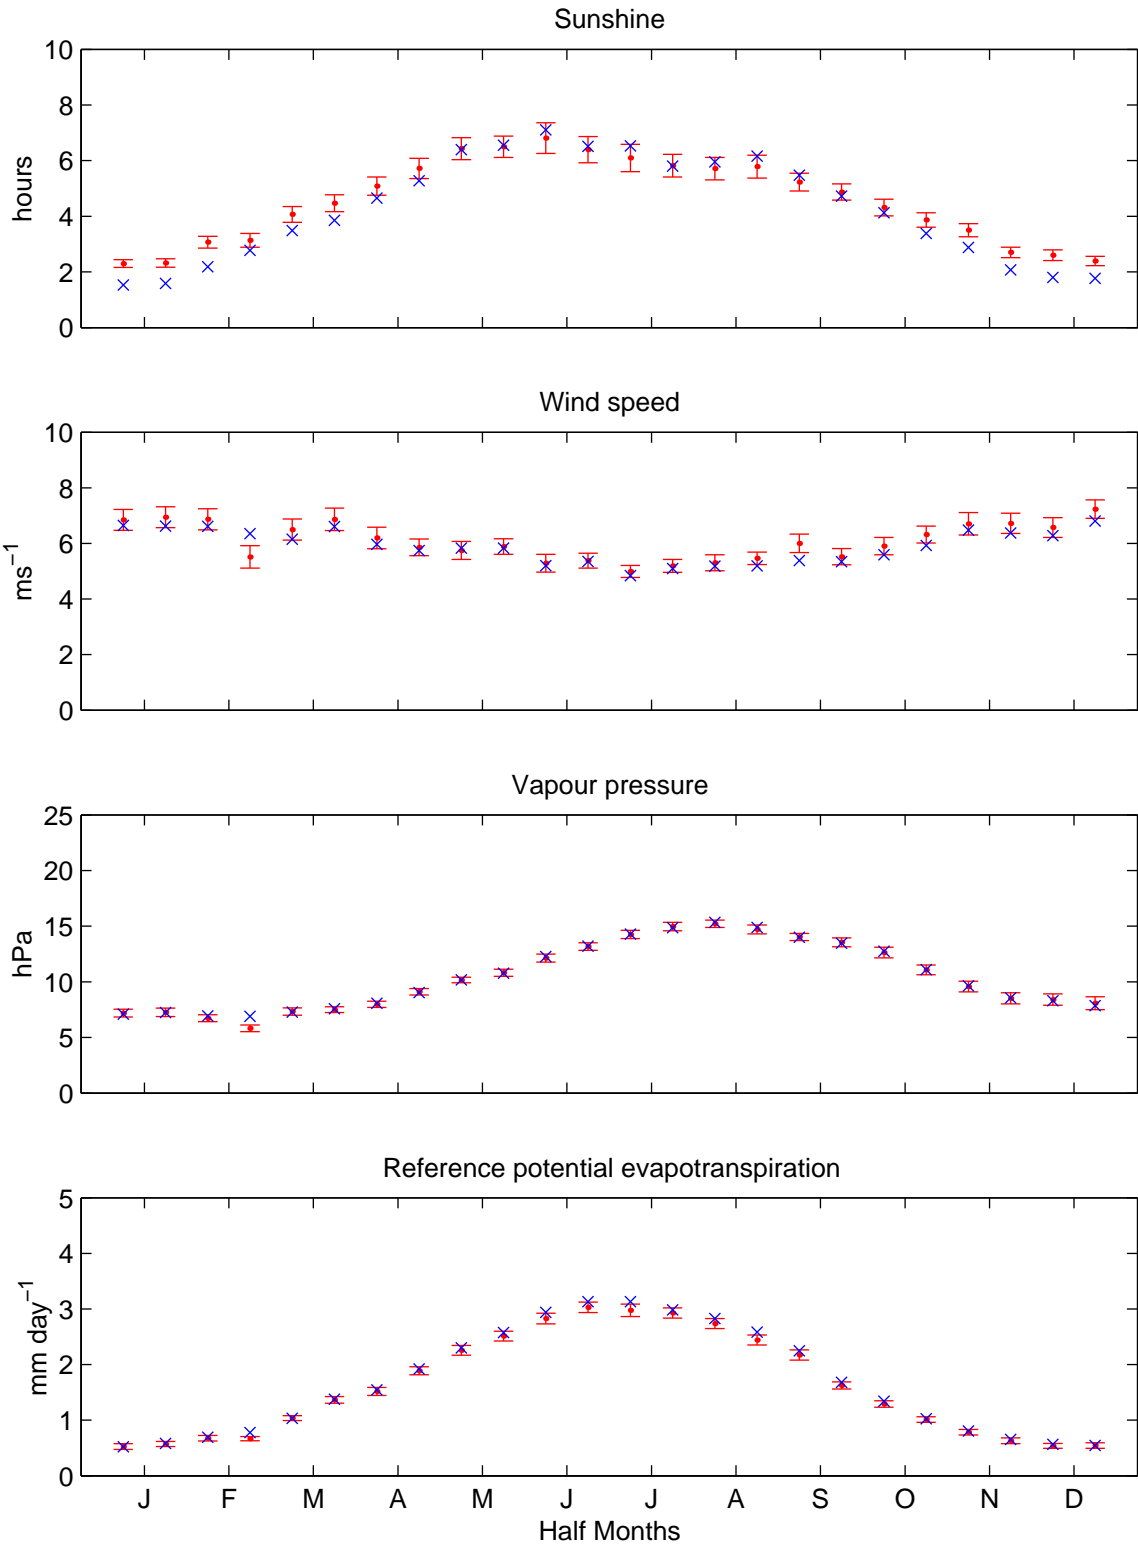 Sunshine
10
8
6
4
2
0
hours
Wind speed
10
8
6
4
2
0
ms−1
Vapour pressure
25
20
15
10
5
0
hPa
Reference potential evapotranspiration
5
4
3
2
1
0
mm day−1
J F M A M J J A S O N D
Half Months